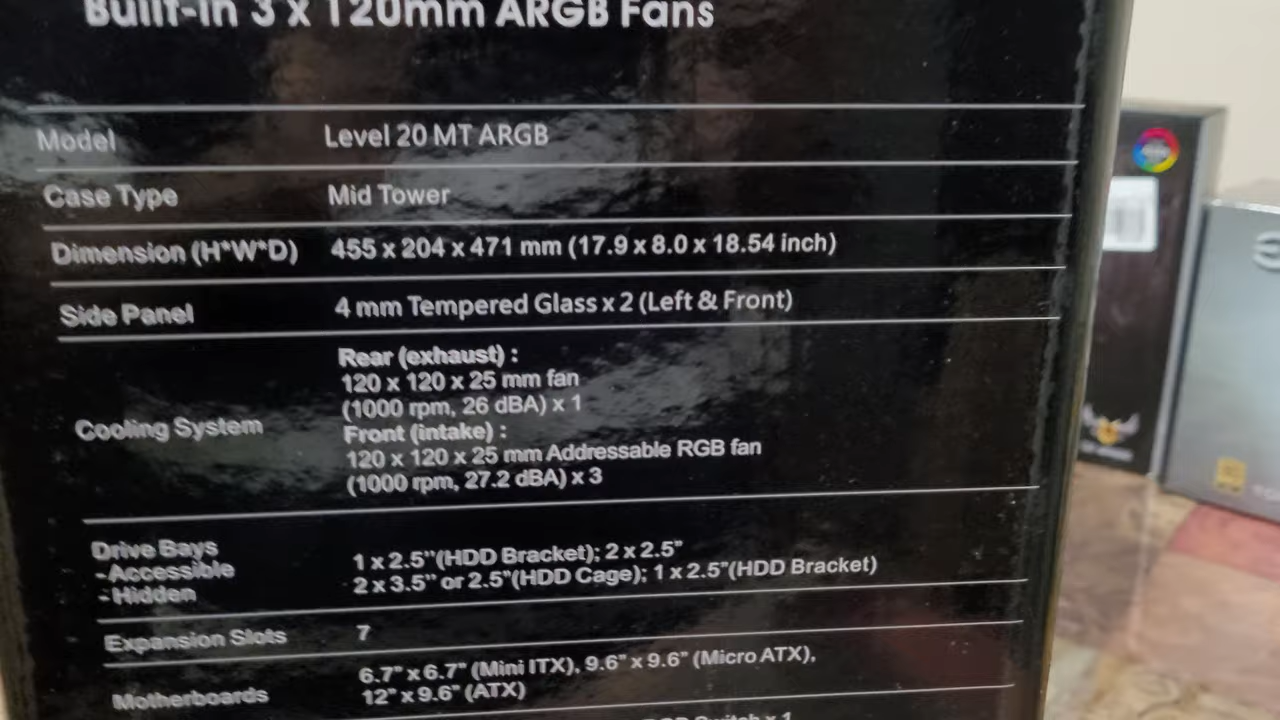 Built-in 3 x 120mm ARGB Fans
Model Level 20 MT ARGB
Case Type Mid Tower
Dimension (H*W*D) 455 x 204 x 471 mm (17.9 x 8.0 x 18.54 inch)
Side Panel 4 mm Tempered Glass x 2 (Left & Front)
Cooling System
Rear (exhaust) :
120 x 120 x 25 mm fan
(1000 rpm, 26 dBA) x 1
Front (intake) :
120 x 120 x 25 mm Addressable RGB fan
(1000 rpm, 27.2 dBA) x 3
Drive Bays
-Accessible 1 x 2.5"(HDD Bracket); 2 x 2.5"
-Hidden 2 x 3.5" or 2.5"(HDD Cage); 1 x 2.5"(HDD Bracket)
Expansion Slots 7
Motherboards
6.7" x 6.7" (Mini ITX), 9.6" x 9.6" (Micro ATX),
12" x 9.6" (ATX)
Switch x 1